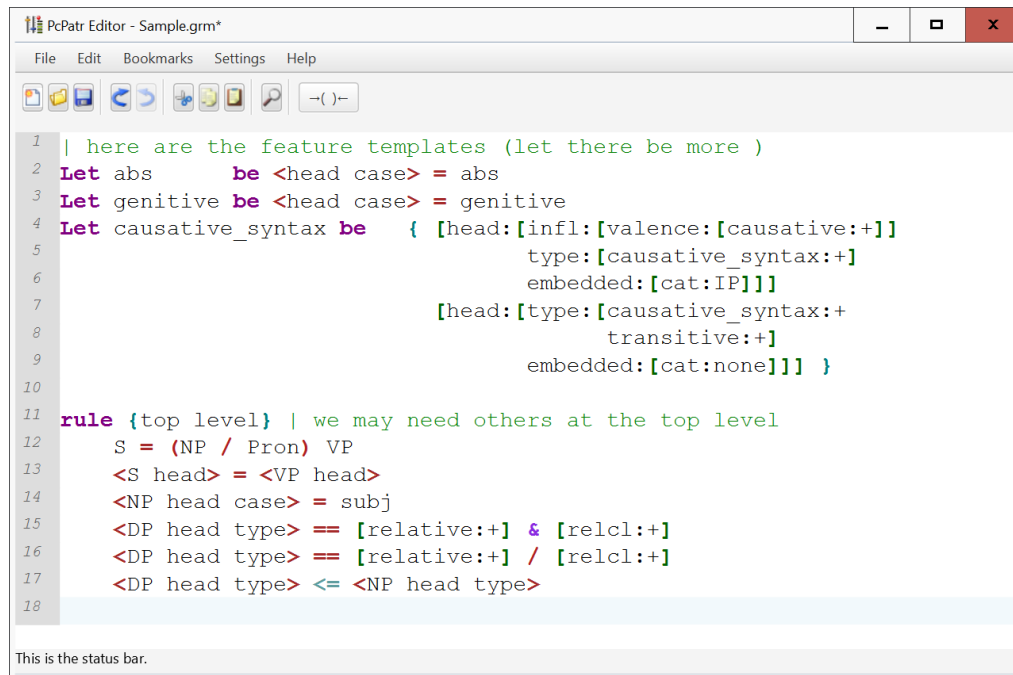 PcPatr Editor - Sample.grm*
File Edit Bookmarks Settings Help
→( )←
1 | here are the feature templates (let there be more )
2 Let abs      be <head case> = abs
3 Let genitive be <head case> = genitive
4 Let causative_syntax be   { [head:[infl:[valence:[causative:+]]
5                                    type:[causative_syntax:+]
6                                    embedded:[cat:IP]]]
7                             [head:[type:[causative_syntax:+
8                                          transitive:+]
9                                    embedded:[cat:none]]] }
10
11 rule {top level} | we may need others at the top level
12     S = (NP / Pron) VP
13     <S head> = <VP head>
14     <NP head case> = subj
15     <DP head type> == [relative:+] & [relcl:+]
16     <DP head type> == [relative:+] / [relcl:+]
17     <DP head type> <= <NP head type>
18
This is the status bar.